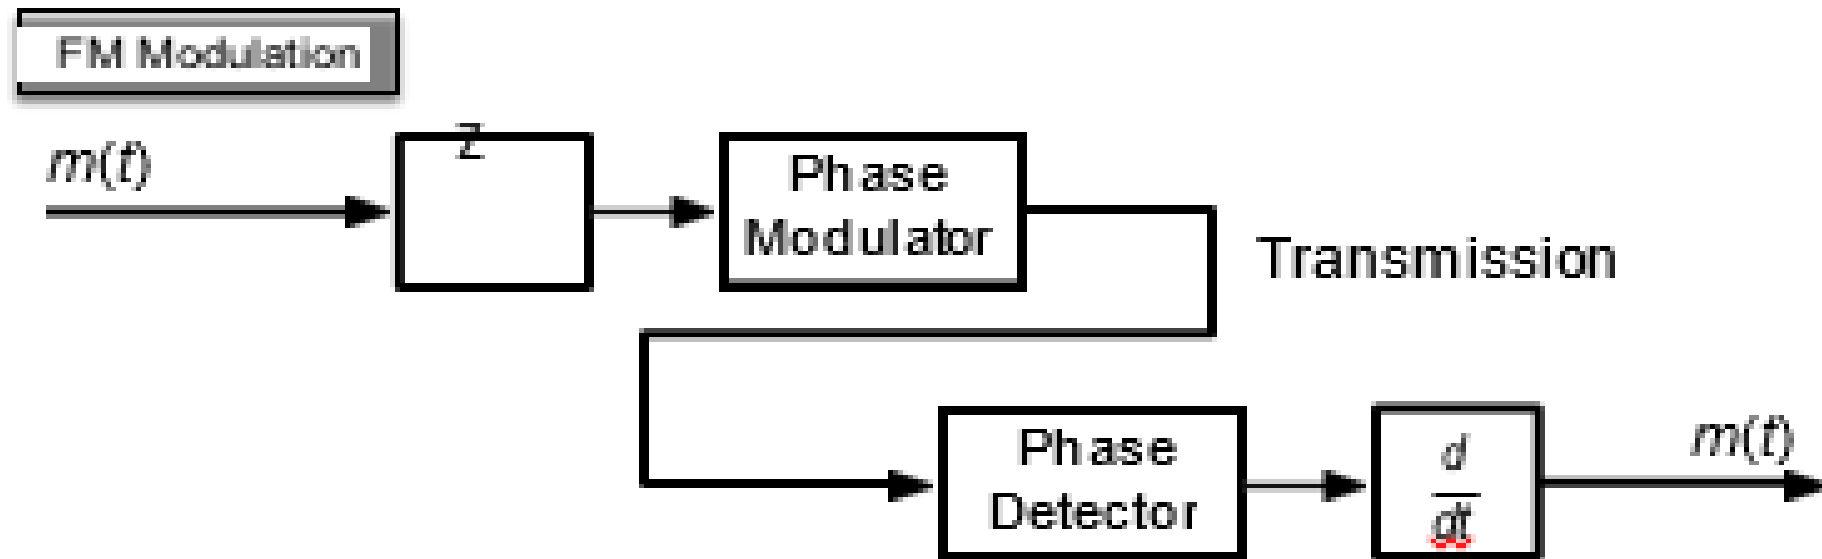 FM Modulation
m(t)
Z
Phase
Modulator
Transmission
Phase
Detector
d
dt
m(t)